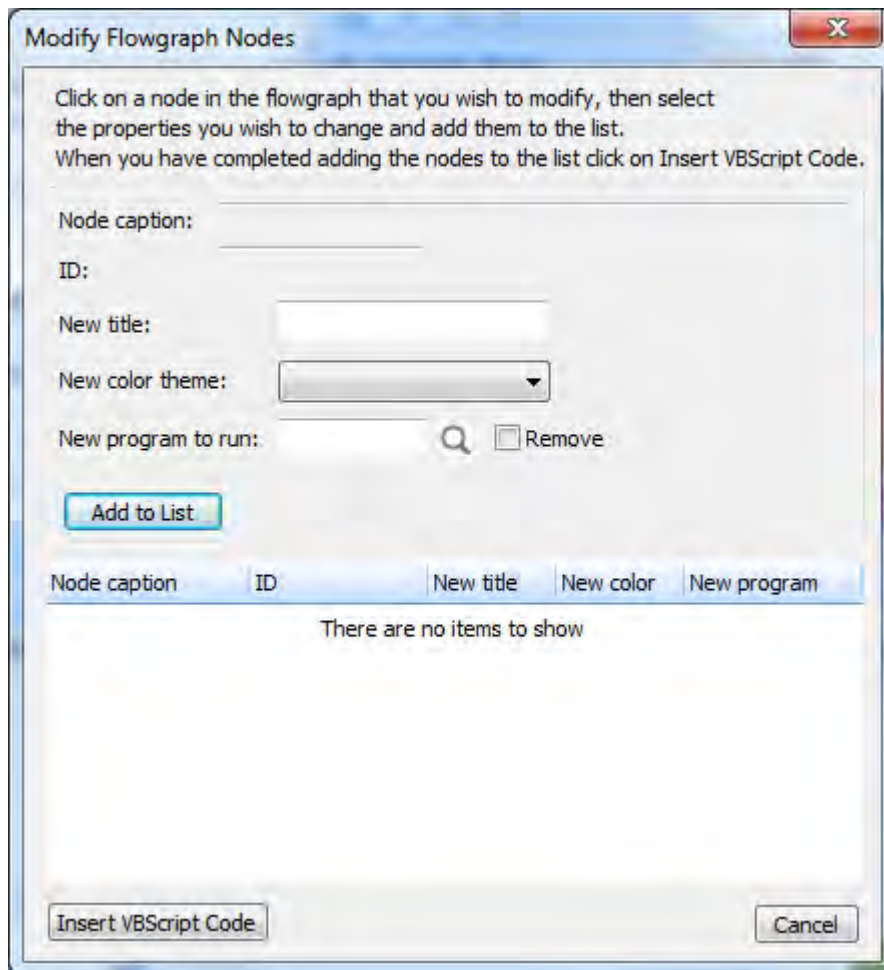 Modify Flowgraph Nodes
Click on a node in the flowgraph that you wish to modify, then select
the properties you wish to change and add them to the list.
When you have completed adding the nodes to the list click on Insert VBScript Code.
Node caption:
ID:
New title:
New color theme:
New program to run: Remove
Add to List
Node caption ID New title New color New program
There are no items to show
Insert VBScript Code Cancel